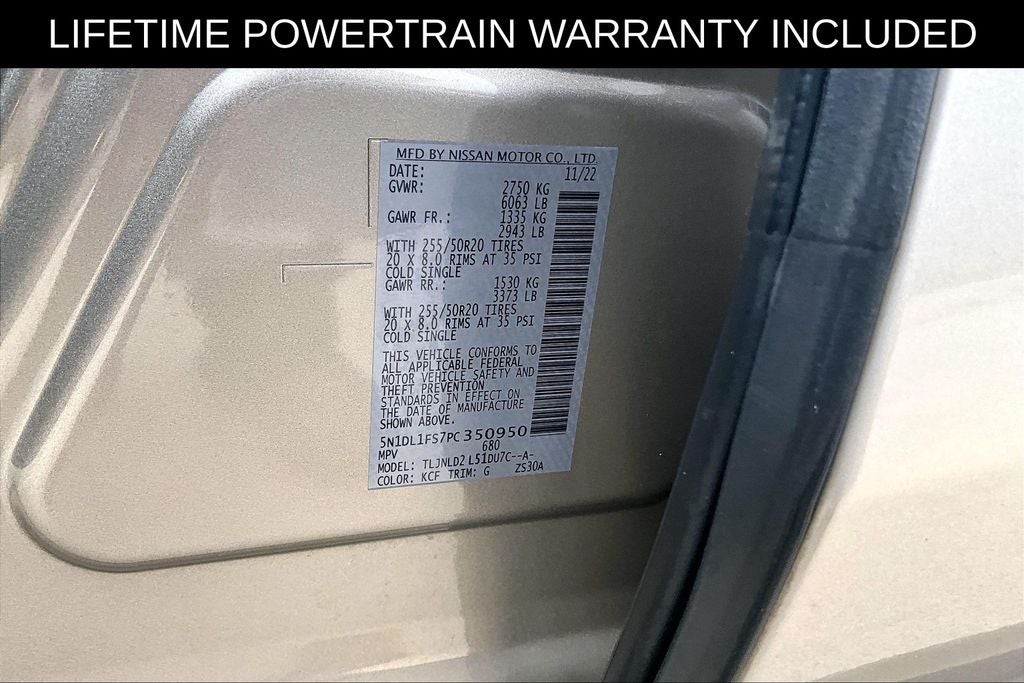 LIFETIME POWERTRAIN WARRANTY INCLUDED
MFD BY NISSAN MOTOR CO., LTD.
DATE: 11/22
GVWR: 2750 KG
6063 LB
GAWR FR.: 1335 KG
2943 LB
WITH 255/50R20 TIRES
20 X 8.0 RIMS AT 35 PSI
COLD SINGLE
GAWR RR.: 1530 KG
3373 LB
WITH 255/50R20 TIRES
20 X 8.0 RIMS AT 35 PSI
COLD SINGLE
THIS VEHICLE CONFORMS TO
ALL APPLICABLE FEDERAL
MOTOR VEHICLE SAFETY AND
THEFT PREVENTION
STANDARDS IN EFFECT ON
THE DATE OF MANUFACTURE
SHOWN ABOVE.
5N1DL1FS7PC350950
MPV 680
MODEL: TLJNLD2 L51DU7C--A-
COLOR: KCF TRIM: G ZS30A